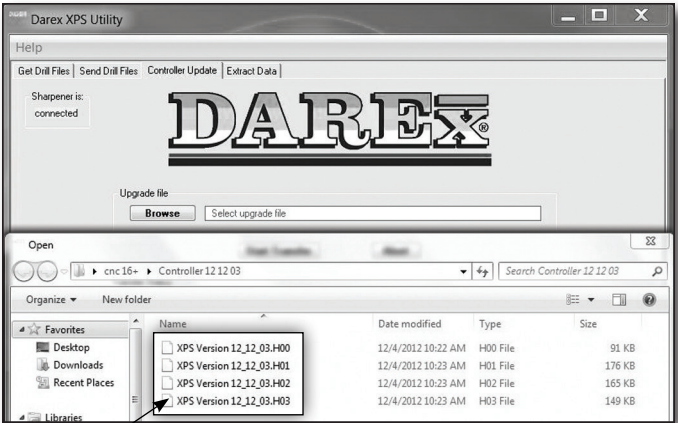 Darex XPS Utility
Help
Get Drill Files Send Drill Files Controller Update Extract Data
Sharpener is:
connected
DAREX®
Upgrade file
Browse Select upgrade file
Open
cnc 16+ Controller 12 12 03 Search Controller 12 12 03
Organize New folder
Favorites
Desktop
Downloads
Recent Places
Libraries
Name Date modified Type Size
XPS Version 12_12_03.H00 12/4/2012 10:22 AM H00 File 91 KB
XPS Version 12_12_03.H01 12/4/2012 10:23 AM H01 File 176 KB
XPS Version 12_12_03.H02 12/4/2012 10:23 AM H02 File 165 KB
XPS Version 12_12_03.H03 12/4/2012 10:23 AM H03 File 149 KB